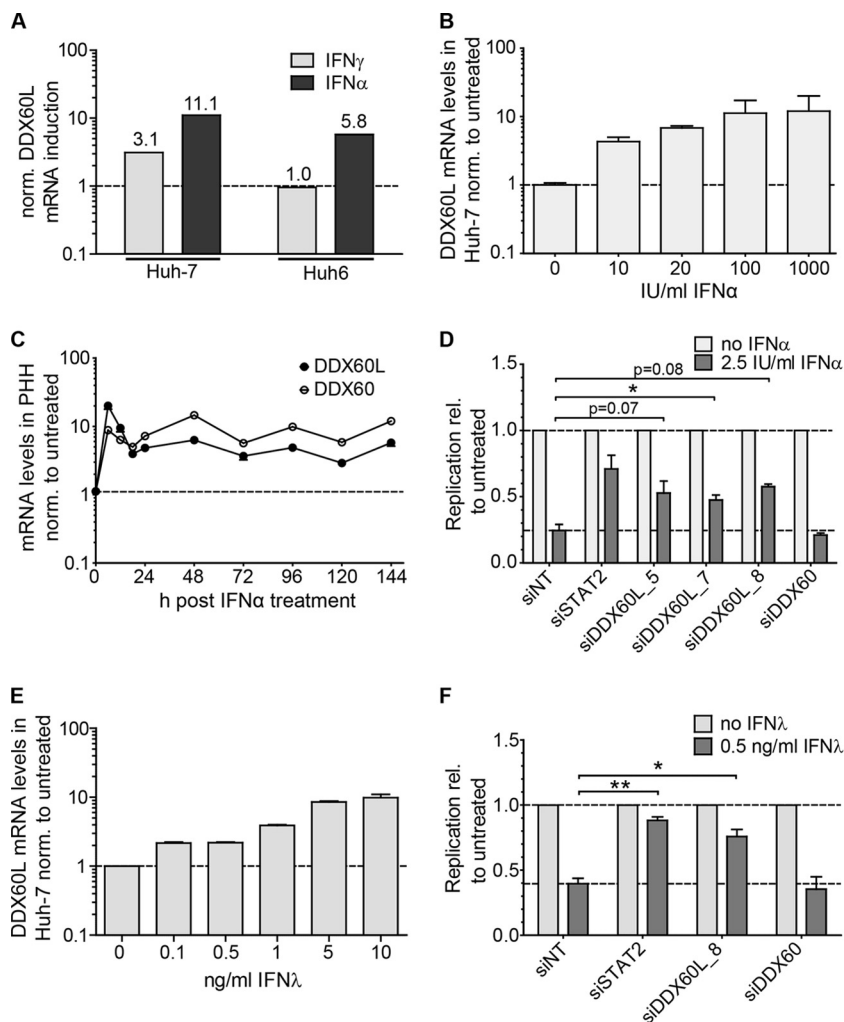 A
norm. DDX60L
mRNA induction
100
10
1
0.1
IFNγ
IFNα
3.1
11.1
1.0
5.8
Huh-7
Huh6
B
DDX60L mRNA levels in
Huh-7 norm. to untreated
100
10
1
0.1
0
10
20
100
1000
IU/ml IFNα
C
mRNA levels in PHH
norm. to untreated
100
10
1
0.1
DDX60L
DDX60
0
24
48
72
96
120
144
h post IFNα treatment
D
no IFNα
2.5 IU/ml IFNα
Replication rel.
to untreated
1.5
1.0
0.5
0.0
p=0.08
*
p=0.07
siNT
siSTAT2
siDDX60L_5
siDDX60L_7
siDDX60L_8
siDDX60
E
DDX60L mRNA levels in
Huh-7 norm. to untreated
100
10
1
0.1
0
0.1
0.5
1
5
10
ng/ml IFNλ
F
no IFNλ
0.5 ng/ml IFNλ
Replication rel.
to untreated
1.5
1.0
0.5
0.0
*
**
siNT
siSTAT2
siDDX60L_8
siDDX60